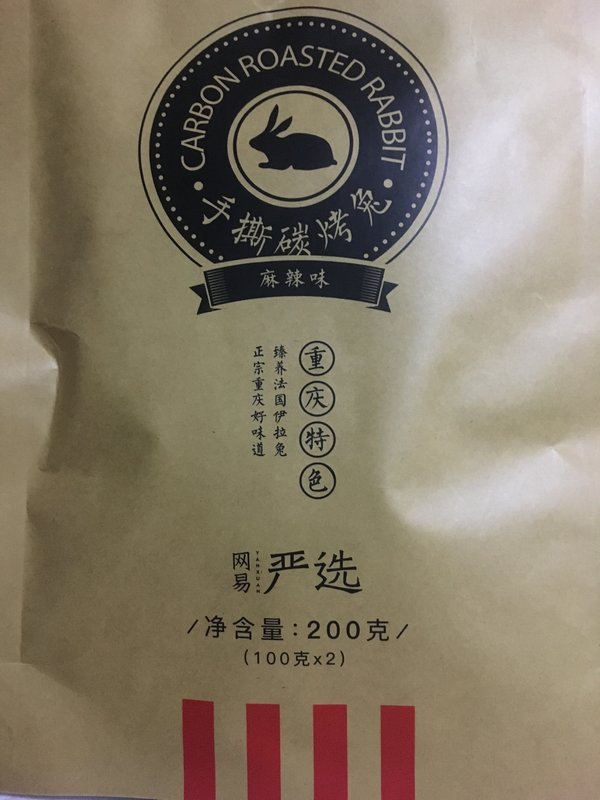 CARBON ROASTED RABBIT
手撕碳烤兔
麻辣味
重庆特色
臻养法国伊拉兔
正宗重庆好味道
网易
YANXUAN
严选
/净含量:200克/
(100克x2)